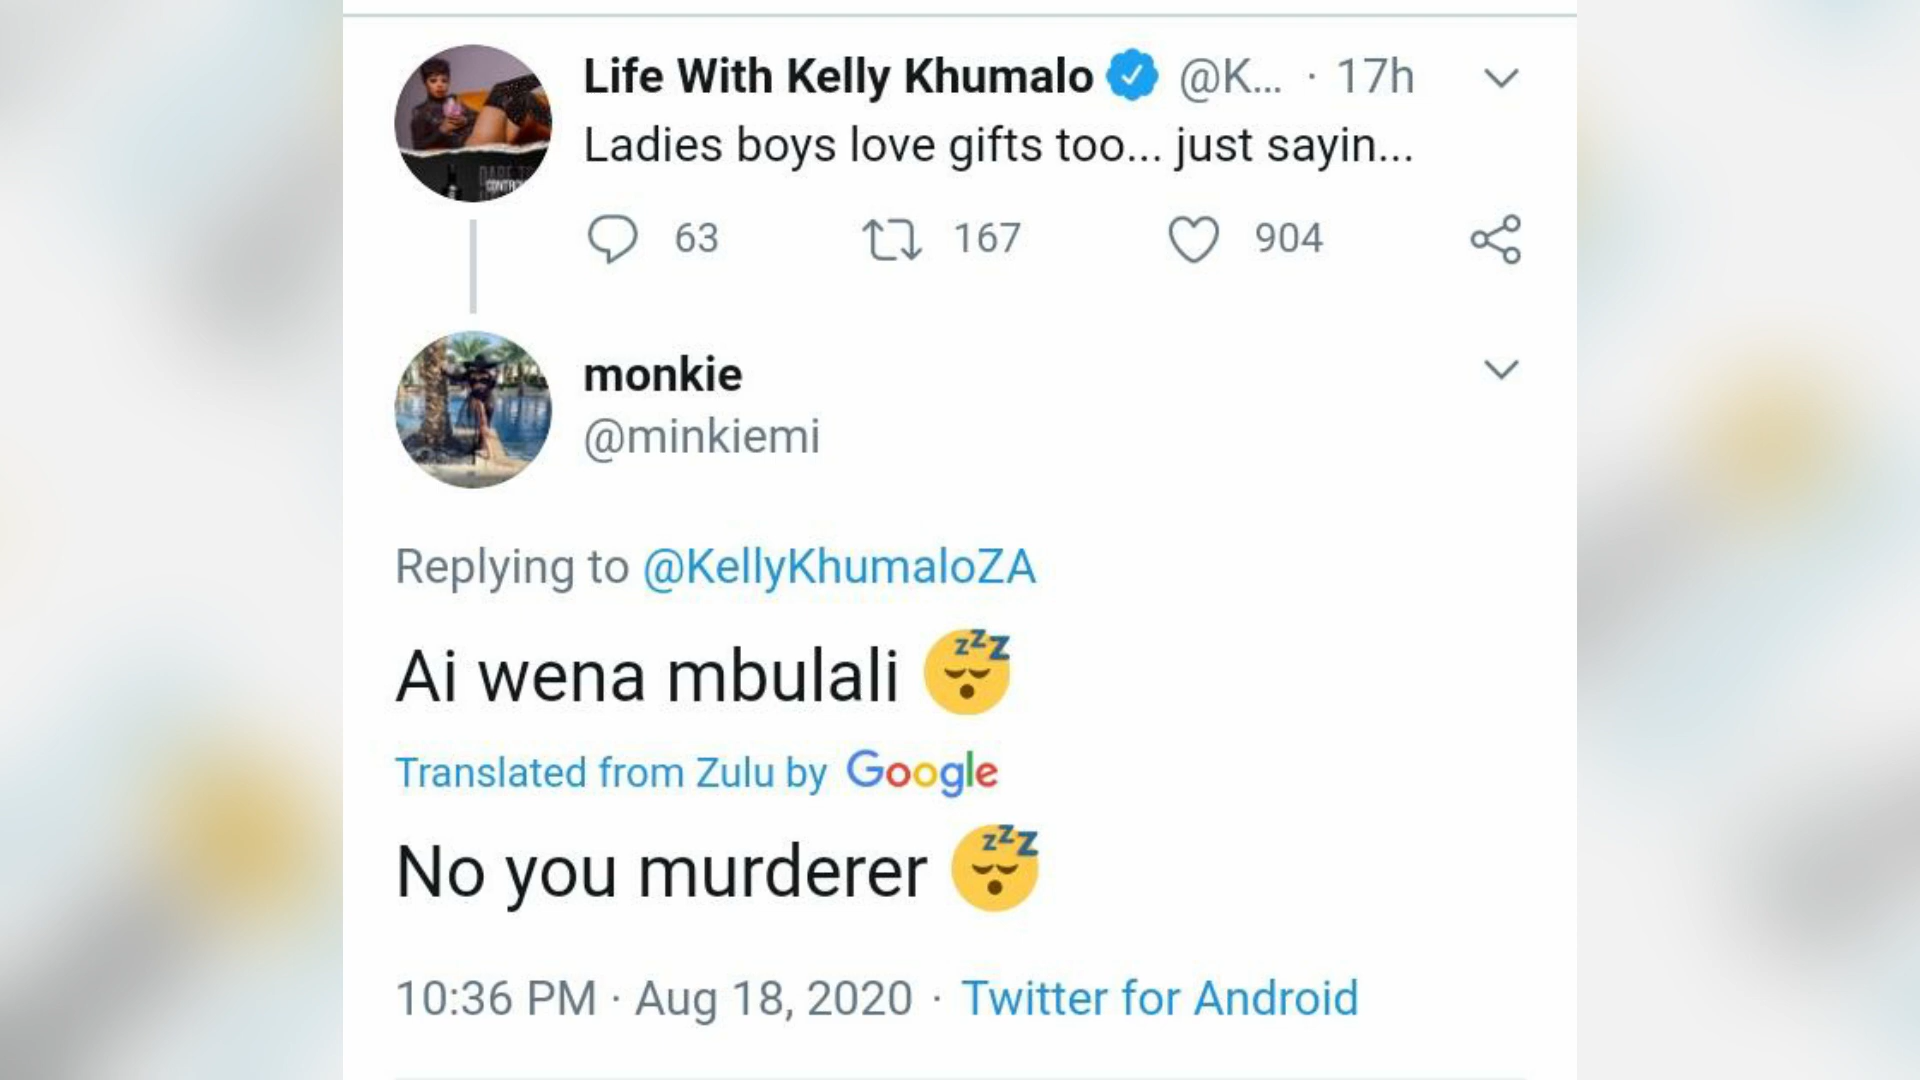 Life With Kelly Khumalo @K... · 17h
Ladies boys love gifts too... just sayin...
63 167 904
monkie
@minkiemi
Replying to @KellyKhumaloZA
Ai wena mbulali 😴
Translated from Zulu by Google
No you murderer 😴
10:36 PM · Aug 18, 2020 · Twitter for Android